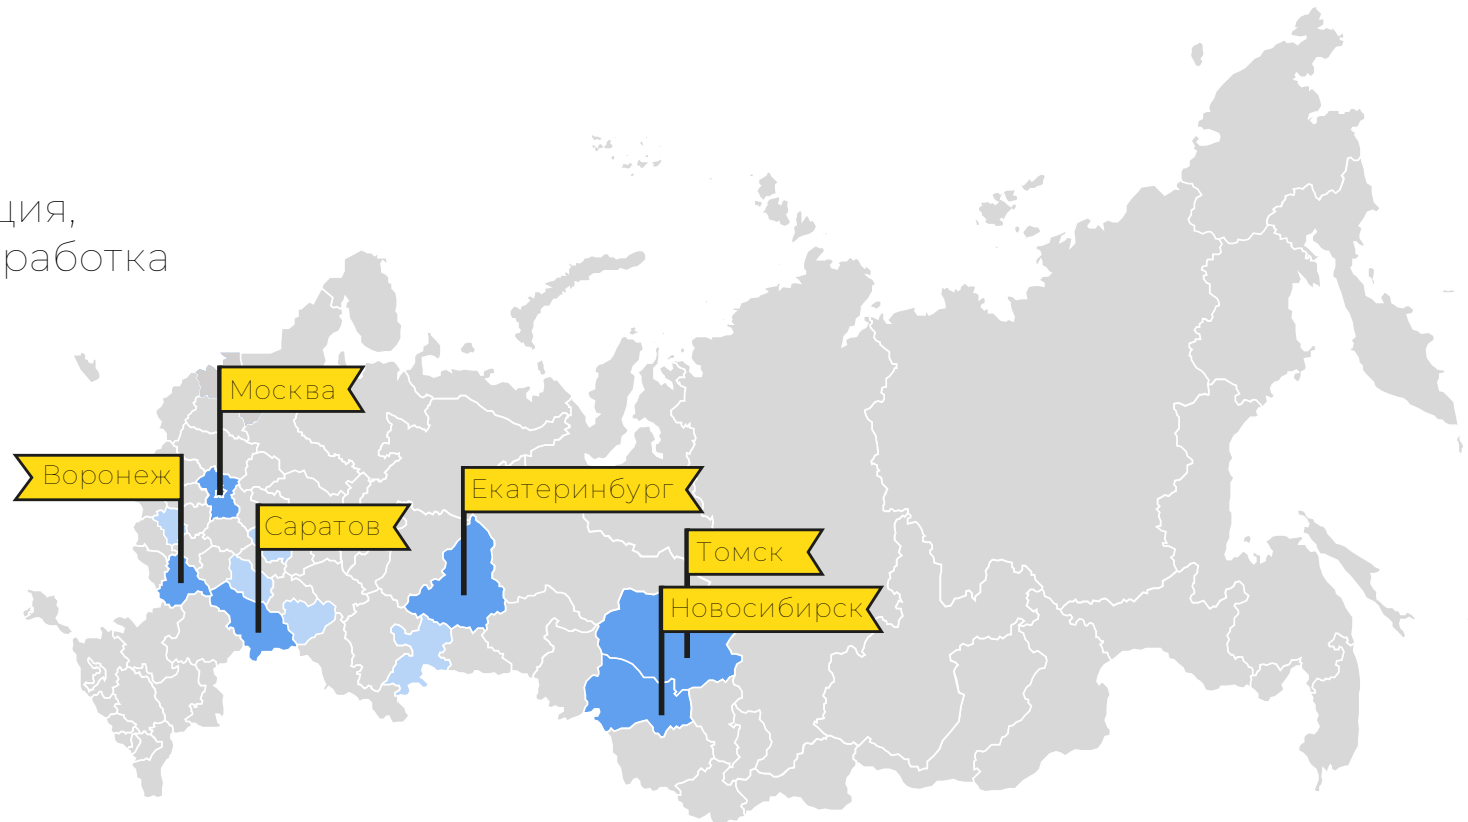 ция,
работка
Москва
Воронеж
Екатеринбург
Саратов
Томск
Новосибирск